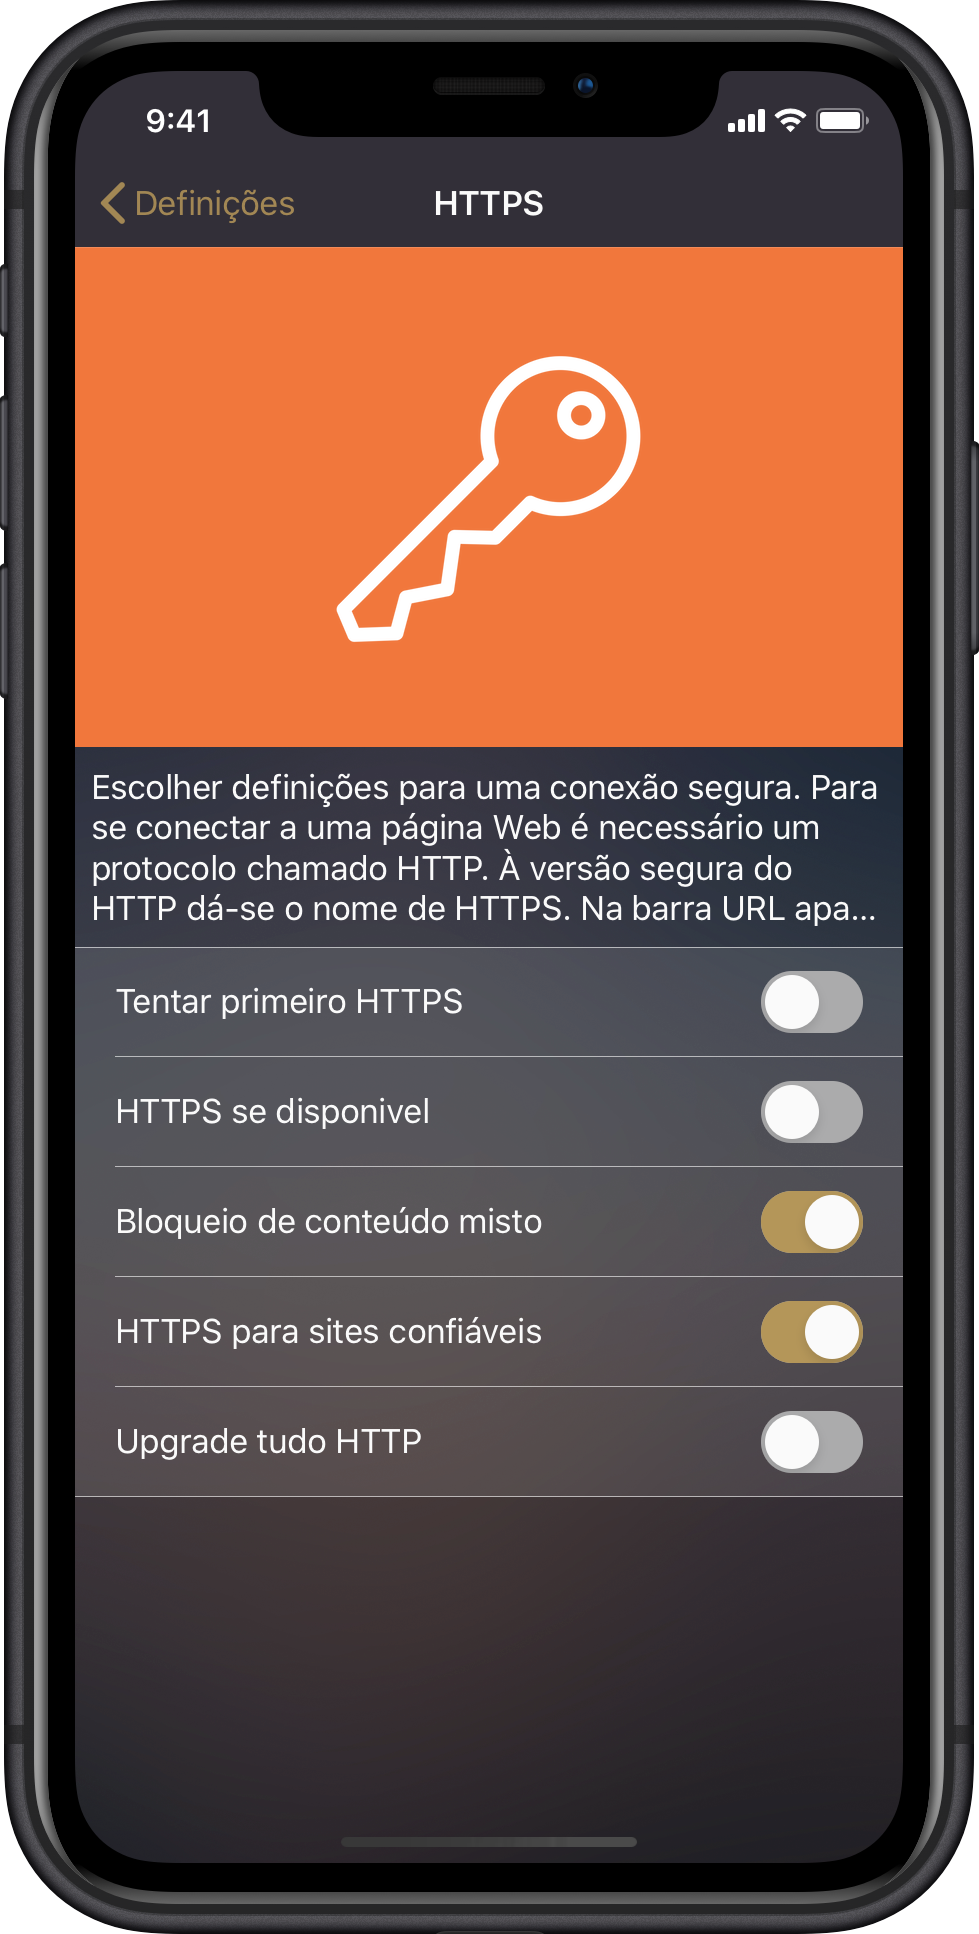 9:41
Definições
HTTPS
Escolher definições para uma conexão segura. Para
se conectar a uma página Web é necessário um
protocolo chamado HTTP. À versão segura do
HTTP dá-se o nome de HTTPS. Na barra URL apa...
Tentar primeiro HTTPS
HTTPS se disponivel
Bloqueio de conteúdo misto
HTTPS para sites confiáveis
Upgrade tudo HTTP